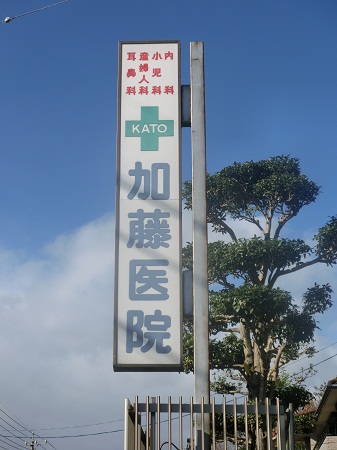 内科
小児科
産婦人科
耳鼻科
KATO
加藤医院